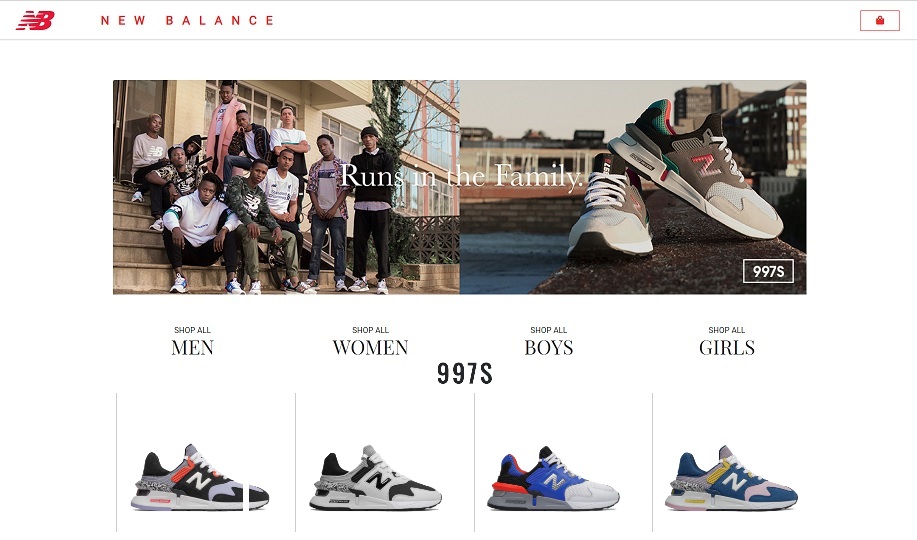 NB
NEW BALANCE
Runs in the Family.
997S
SHOP ALL
MEN
SHOP ALL
WOMEN
SHOP ALL
BOYS
SHOP ALL
GIRLS
997S